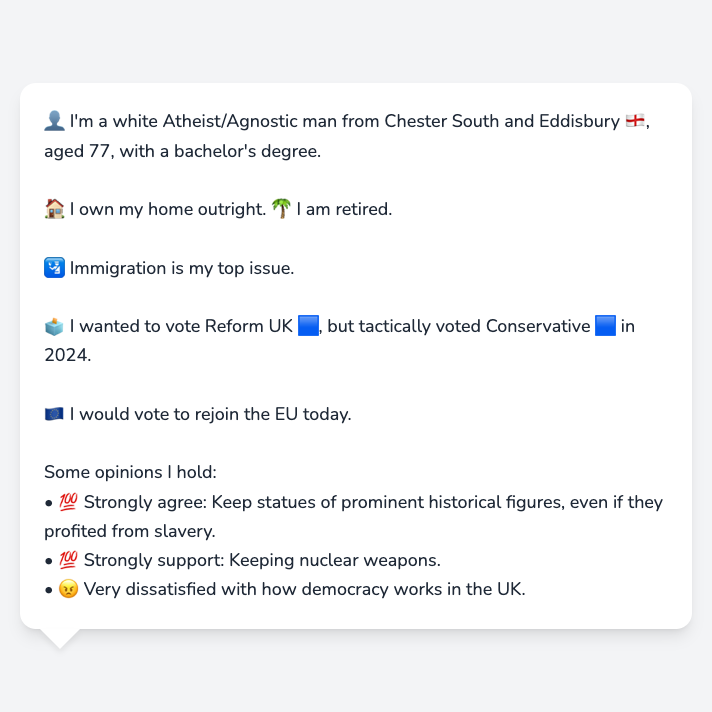 👤 I'm a white Atheist/Agnostic man from Chester South and Eddisbury 🏴󠁧󠁢󠁥󠁮󠁧󠁿,
aged 77, with a bachelor's degree.
🏠 I own my home outright. 🌴 I am retired.
🛂 Immigration is my top issue.
🗳️ I wanted to vote Reform UK 🟦, but tactically voted Conservative 🟦 in
2024.
🇪🇺 I would vote to rejoin the EU today.
Some opinions I hold:
• 💯 Strongly agree: Keep statues of prominent historical figures, even if they
profited from slavery.
• 💯 Strongly support: Keeping nuclear weapons.
• 😠 Very dissatisfied with how democracy works in the UK.